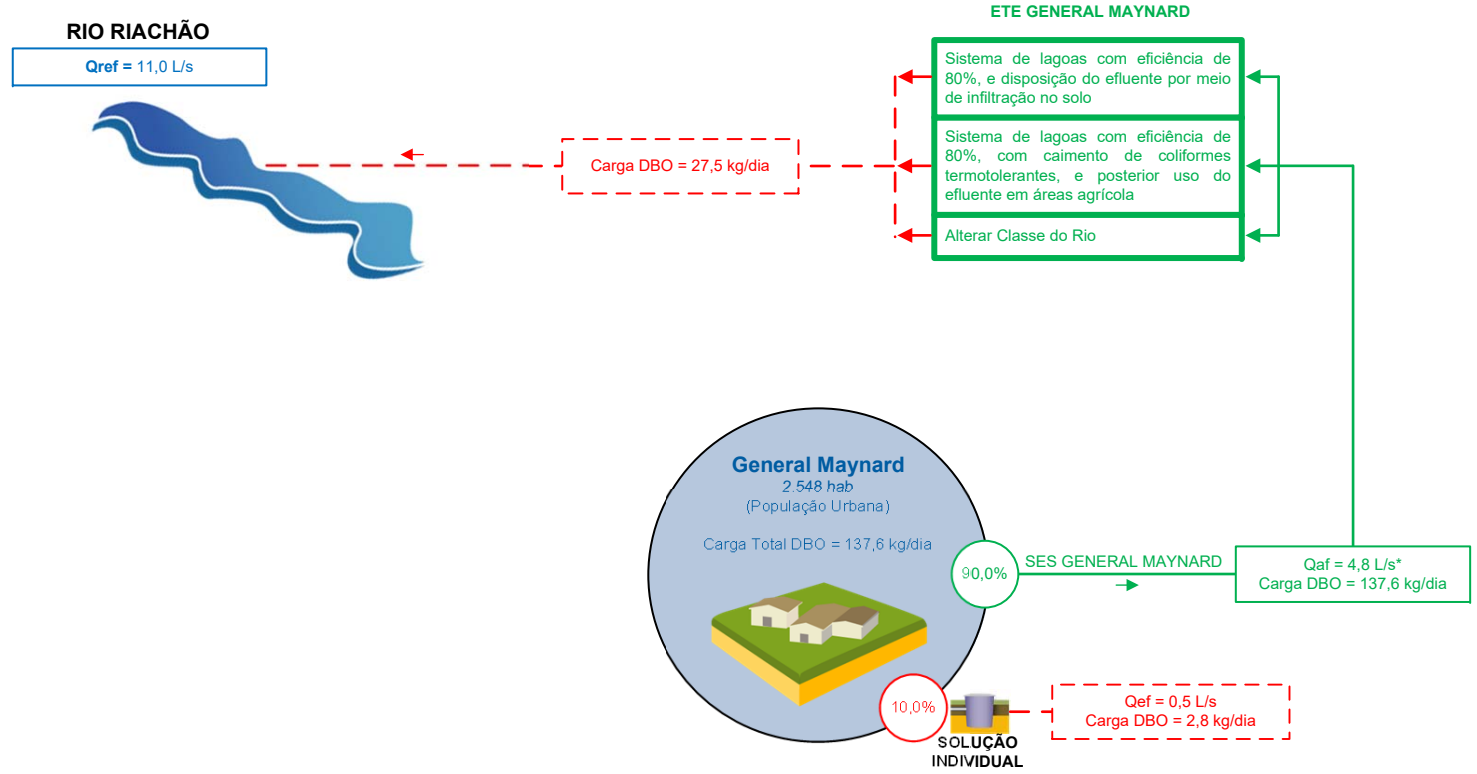 ETE GENERAL MAYNARD
RIO RIACHÃO
Qref = 11,0 L/s
Sistema de lagoas com eficiência de
80%, e disposição do efluente por meio
de infiltração no solo
Sistema de lagoas com eficiência de
80%, com caimento de coliformes
termotolerantes, e posterior uso do
efluente em áreas agrícola
Alterar Classe do Rio
Carga DBO = 27,5 kg/dia
General Maynard
2.548 hab
(População Urbana)
Carga Total DBO = 137,6 kg/dia
90,0%
SES GENERAL MAYNARD
Qaf = 4,8 L/s*
Carga DBO = 137,6 kg/dia
10,0%
SOLUÇÃO
INDIVIDUAL
Qef = 0,5 L/s
Carga DBO = 2,8 kg/dia